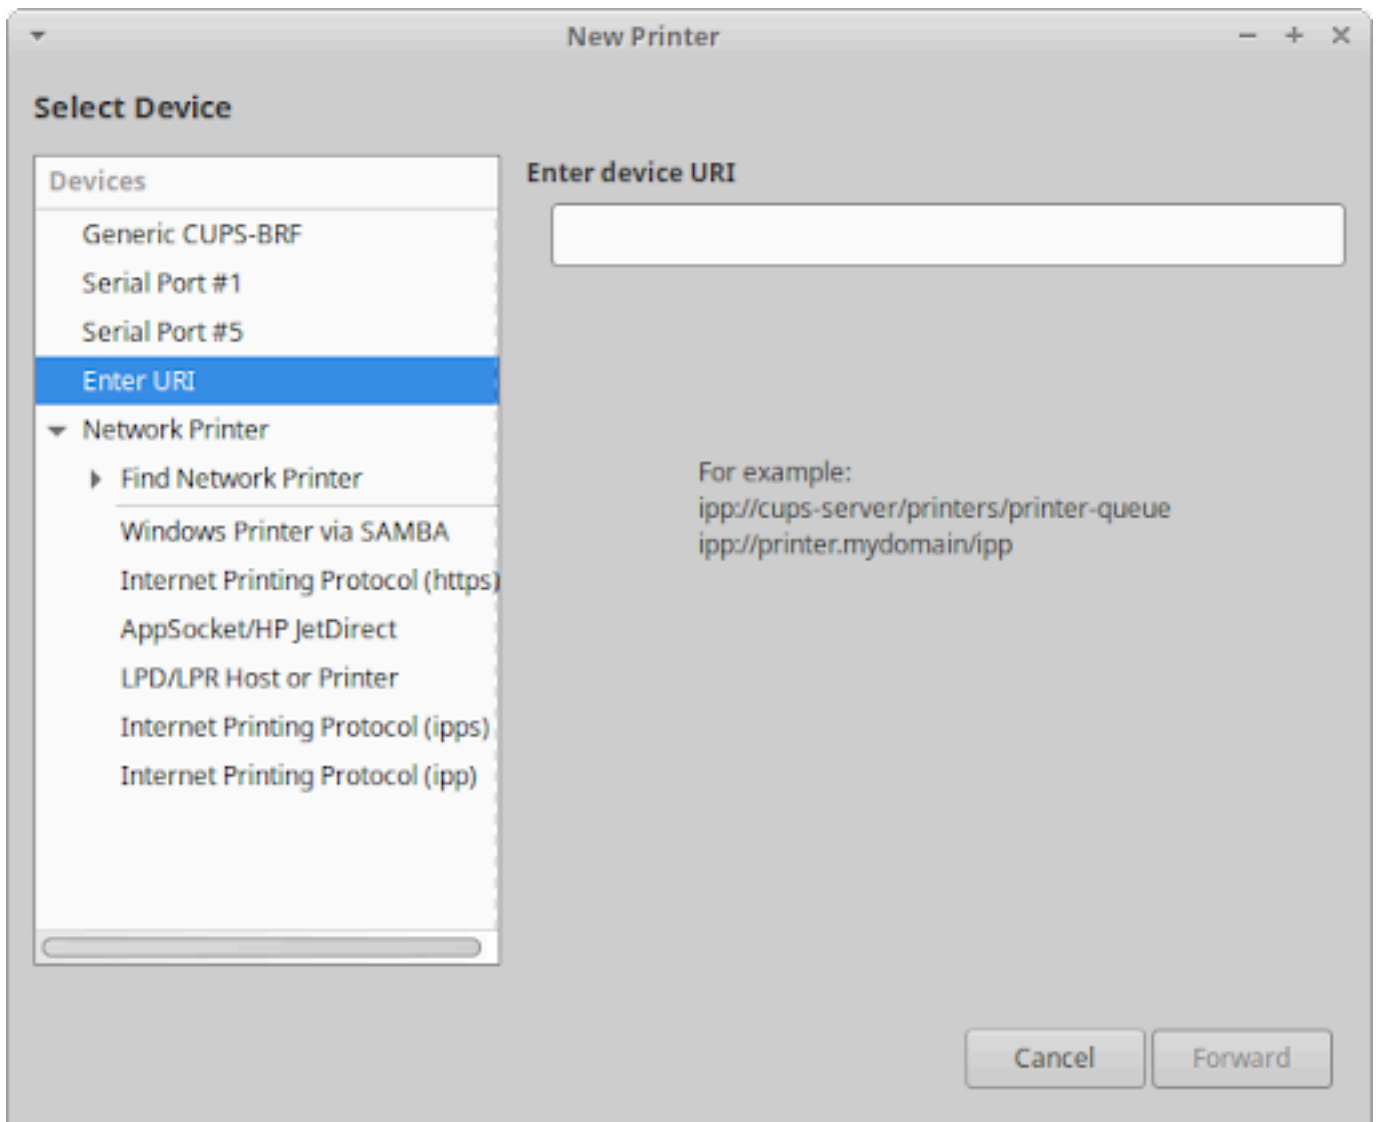 New Printer
Select Device
Devices
Generic CUPS-BRF
Serial Port #1
Serial Port #5
Enter URI
Network Printer
Find Network Printer
Windows Printer via SAMBA
Internet Printing Protocol (https)
AppSocket/HP JetDirect
LPD/LPR Host or Printer
Internet Printing Protocol (ipps)
Internet Printing Protocol (ipp)
Enter device URI
For example:
ipp://cups-server/printers/printer-queue
ipp://printer.mydomain/ipp
Cancel
Forward